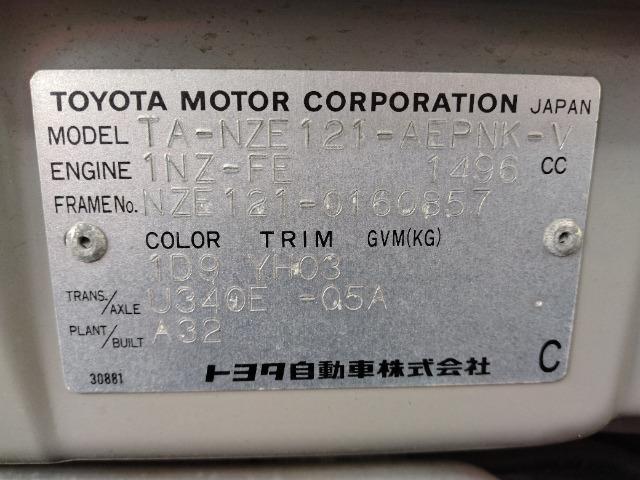 TOYOTA MOTOR CORPORATION JAPAN
MODEL TA-NZE121-AEPNK-V
ENGINE 1NZ-FE 1496 CC
FRAME No. NZE121-0160857
COLOR TRIM GVM(KG)
1D9 YH03
TRANS./AXLE U340E -05A
PLANT/BUILT A32
30881 トヨタ自動車株式会社 C